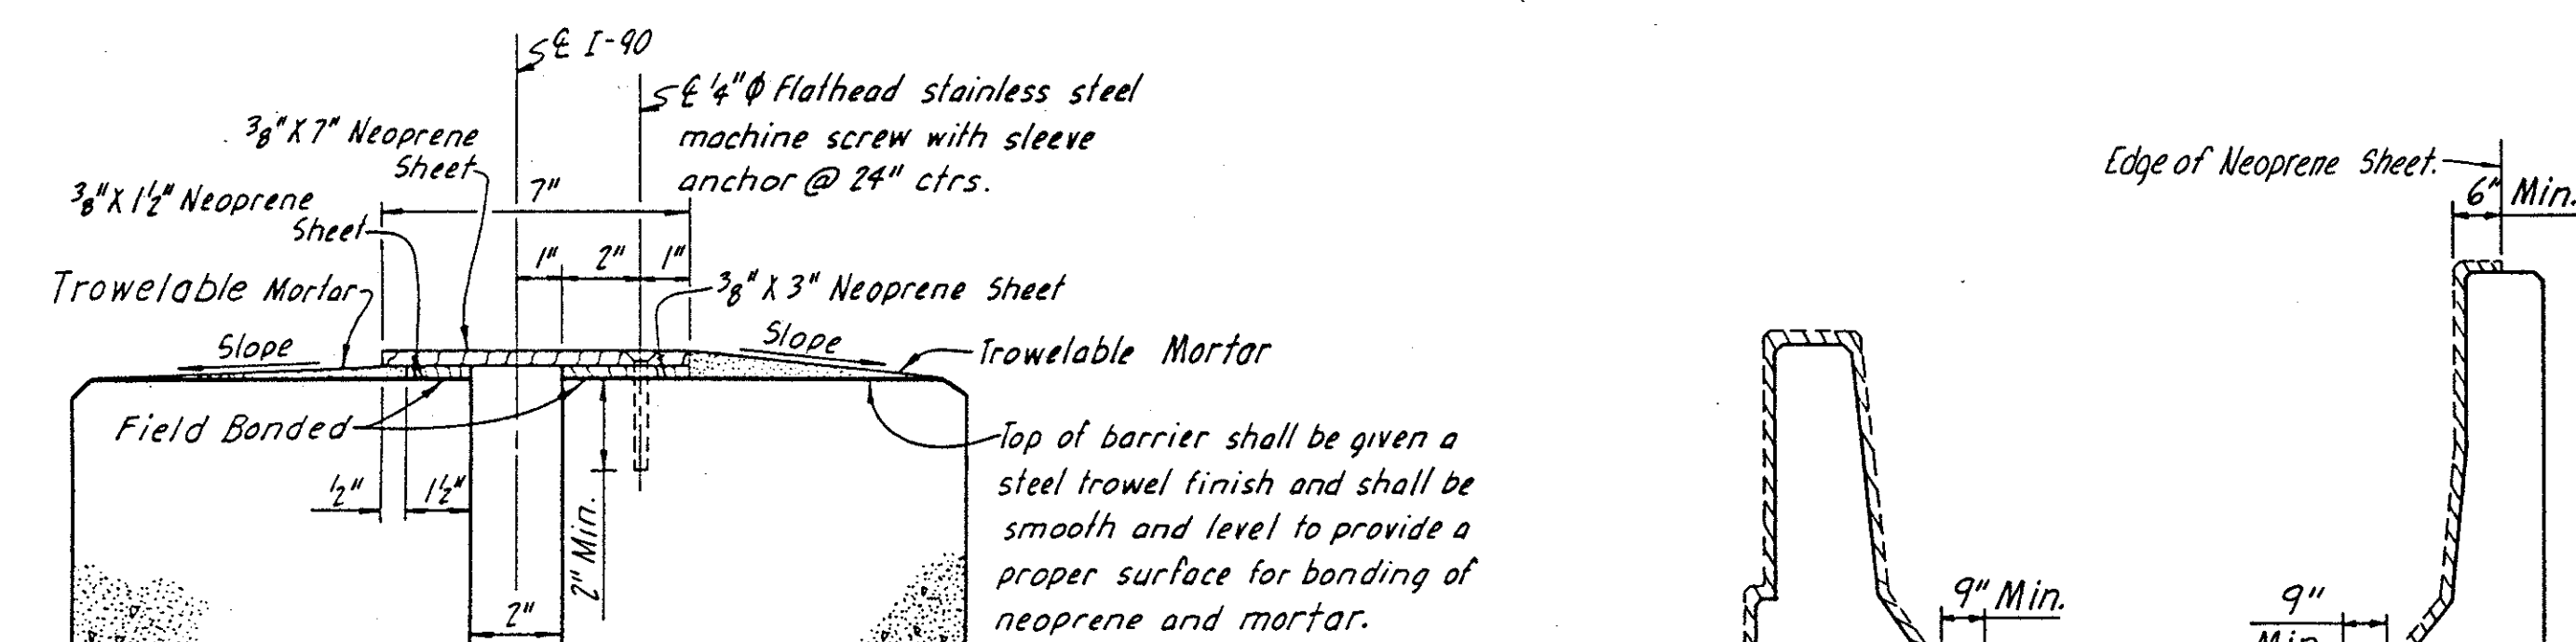 ℄ I-90
℄ 1/4"ϕ Flathead stainless steel
machine screw with sleeve
anchor @ 24" ctrs.
3/8" X 7" Neoprene
Sheet
3/8" X 1 1/2" Neoprene
Sheet
7"
1" 2" 1"
3/8" X 3" Neoprene Sheet
Trowelable Mortar
Slope
Slope
Trowelable Mortar
Field Bonded
Top of barrier shall be given a
steel trowel finish and shall be
smooth and level to provide a
proper surface for bonding of
neoprene and mortar.
1/2" 1 1/2"
2" Min.
2"
Edge of Neoprene Sheet.
6" Min.
9" Min.
9"
Min.